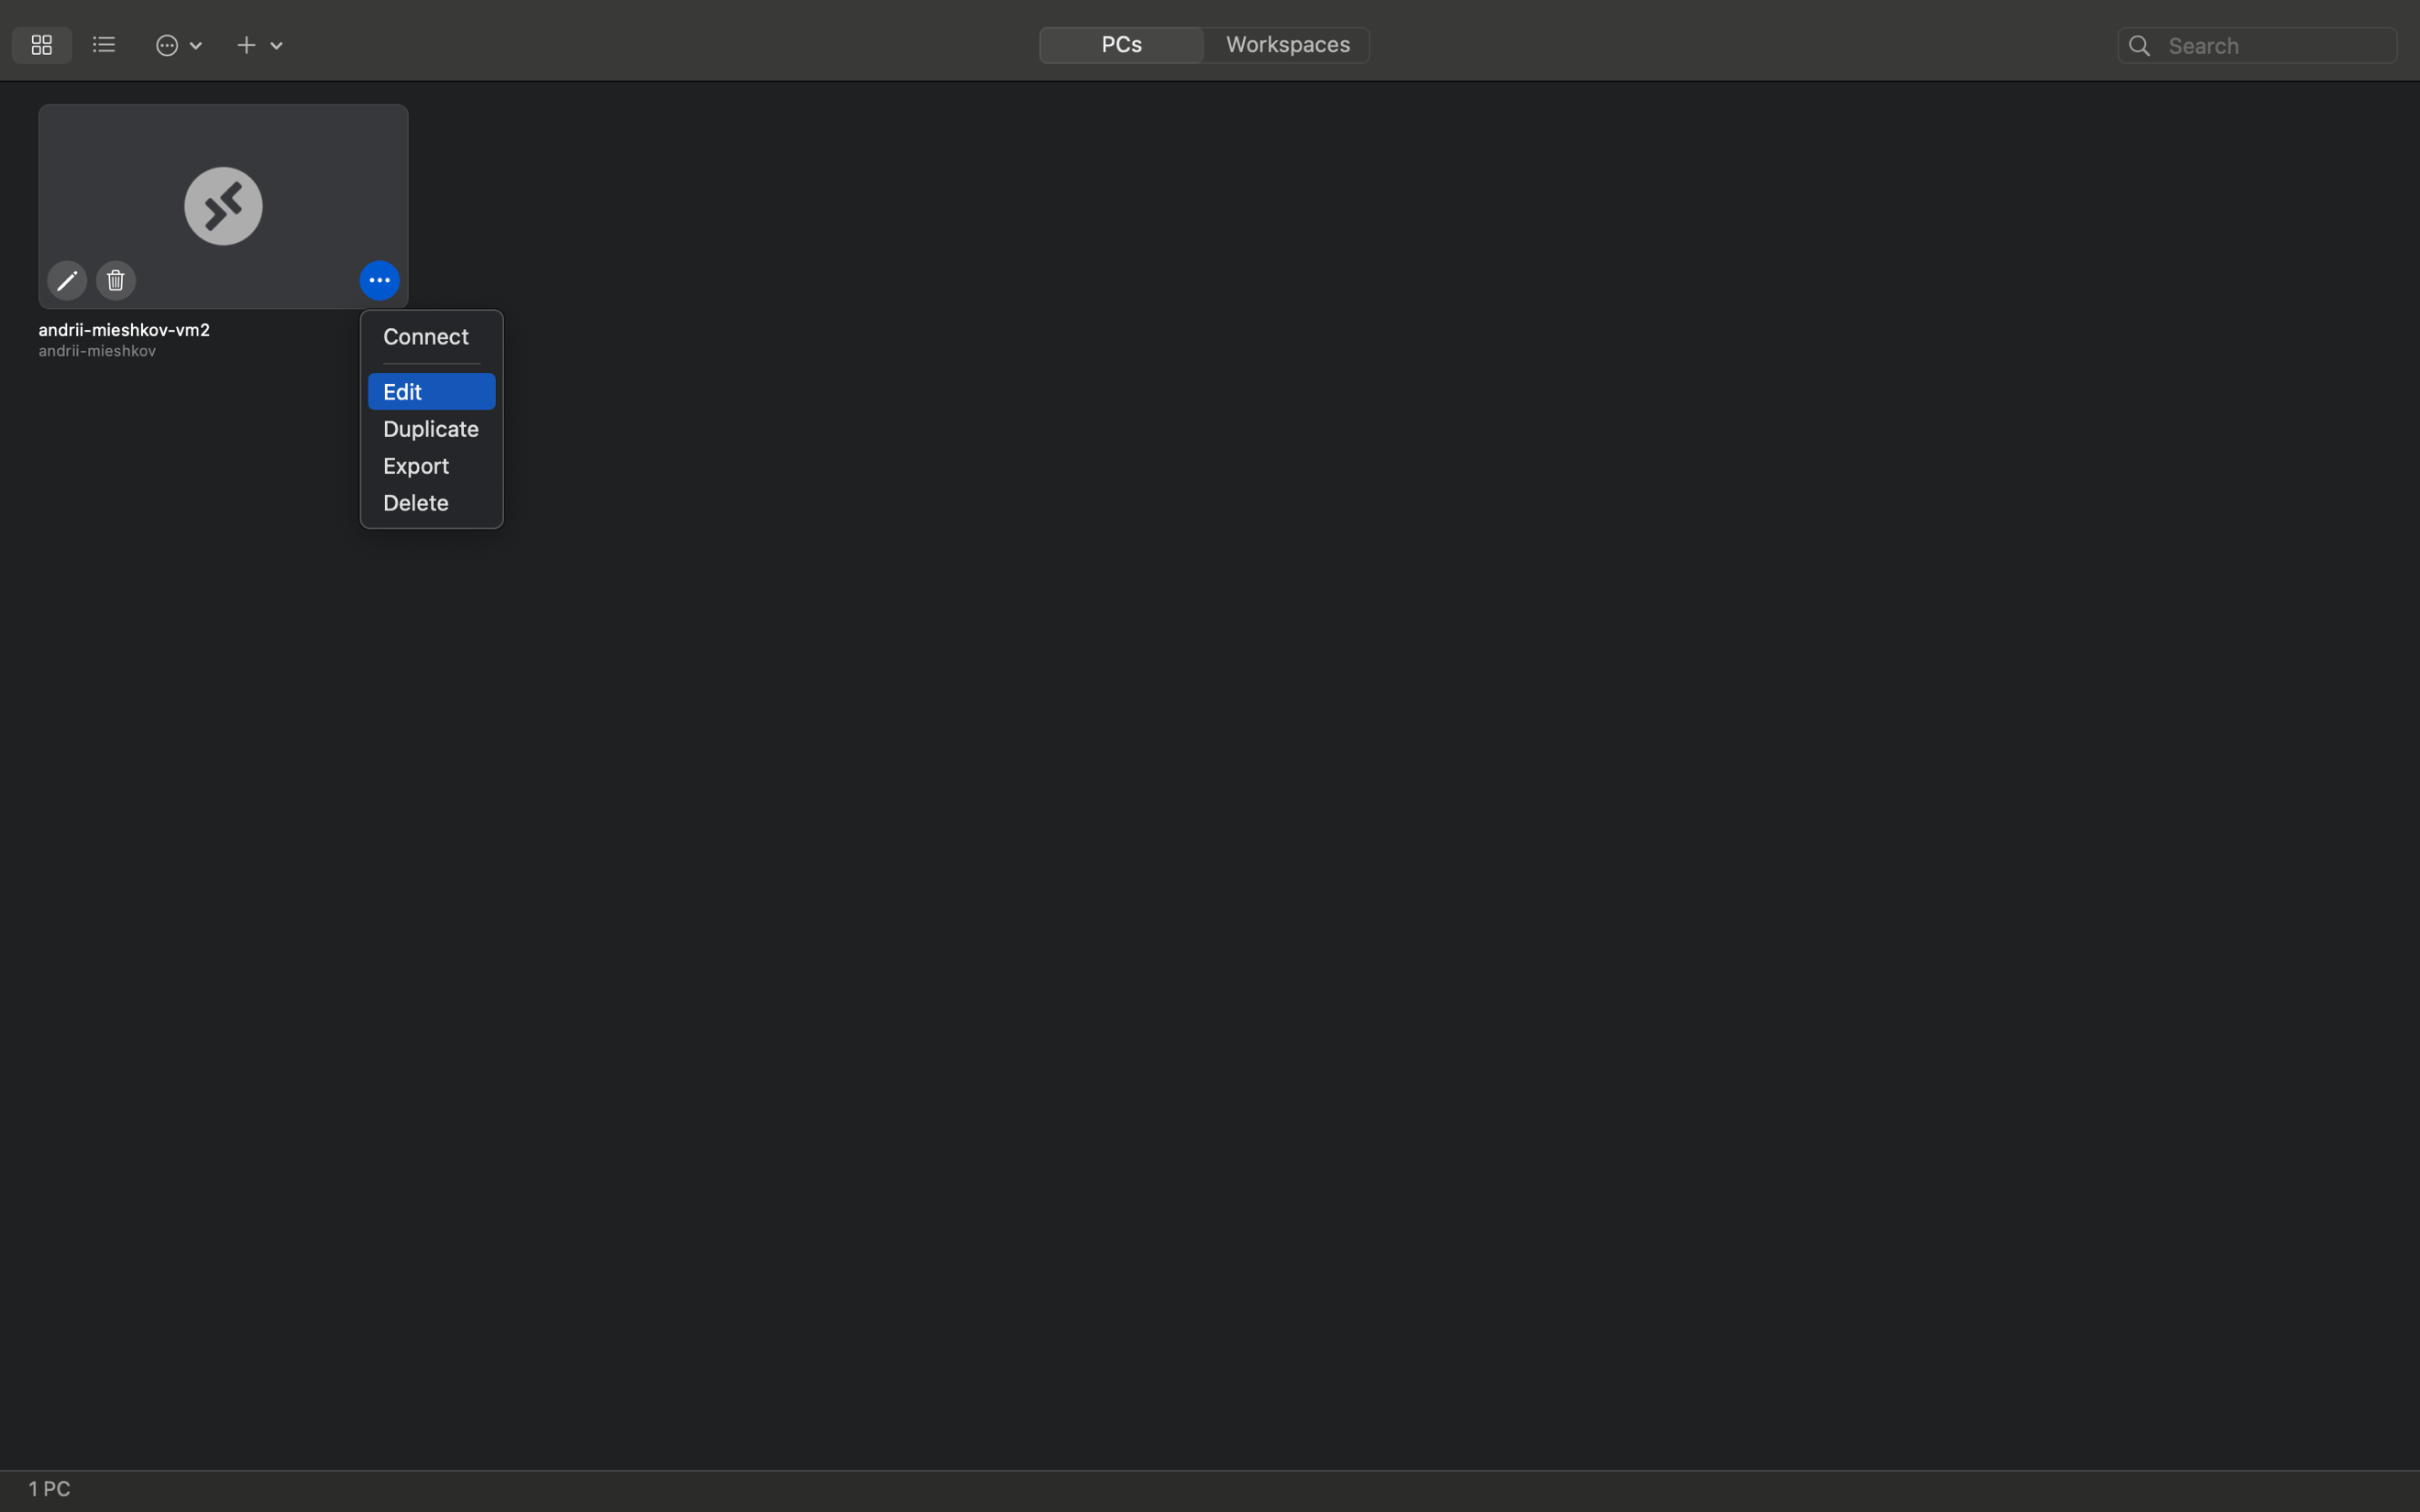 PCs
Workspaces
Search
andrii-mieshkov-vm2
andrii-mieshkov
Connect
Edit
Duplicate
Export
Delete
1 PC